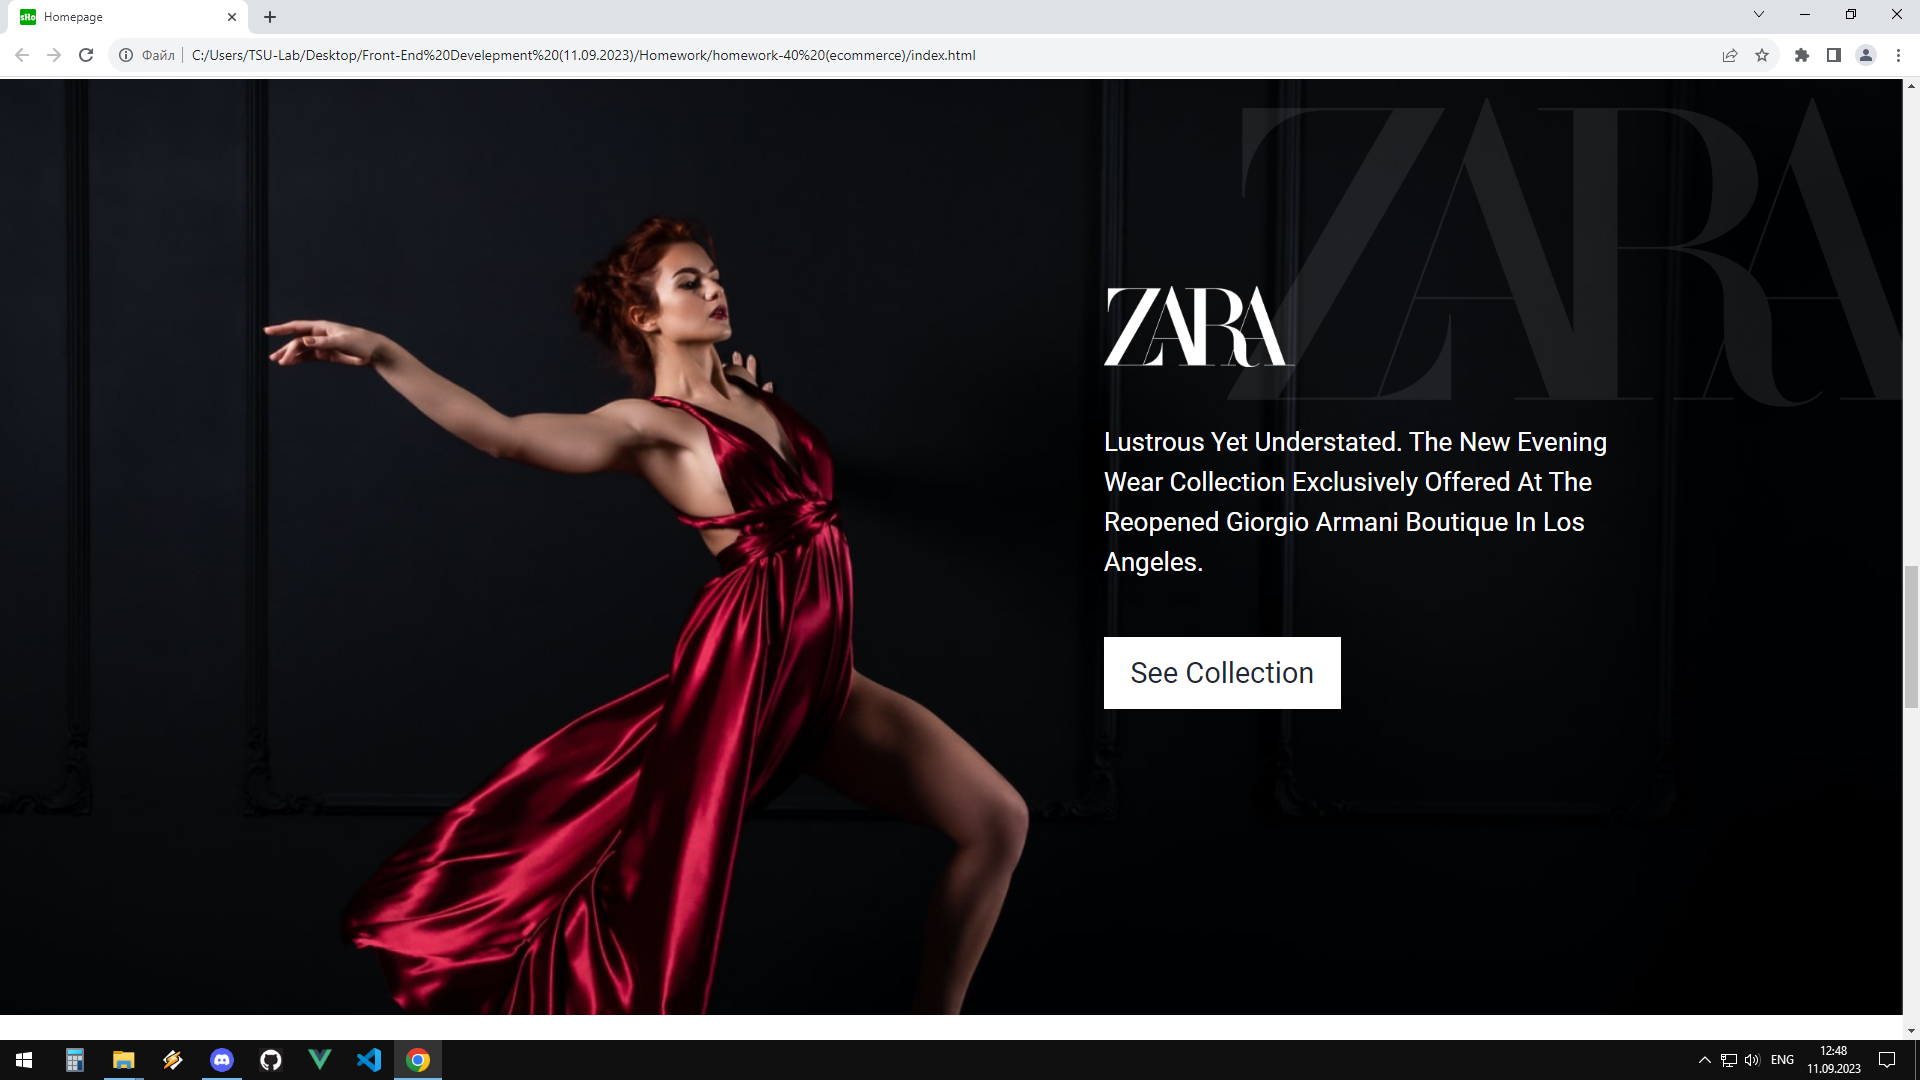 sHo
Homepage
Файл
C:/Users/TSU-Lab/Desktop/Front-End%20Develepment%20(11.09.2023)/Homework/homework-40%20(ecommerce)/index.html
ZARA
ZARA
Lustrous Yet Understated. The New Evening
Wear Collection Exclusively Offered At The
Reopened Giorgio Armani Boutique In Los
Angeles.
See Collection
ENG
12:48
11.09.2023